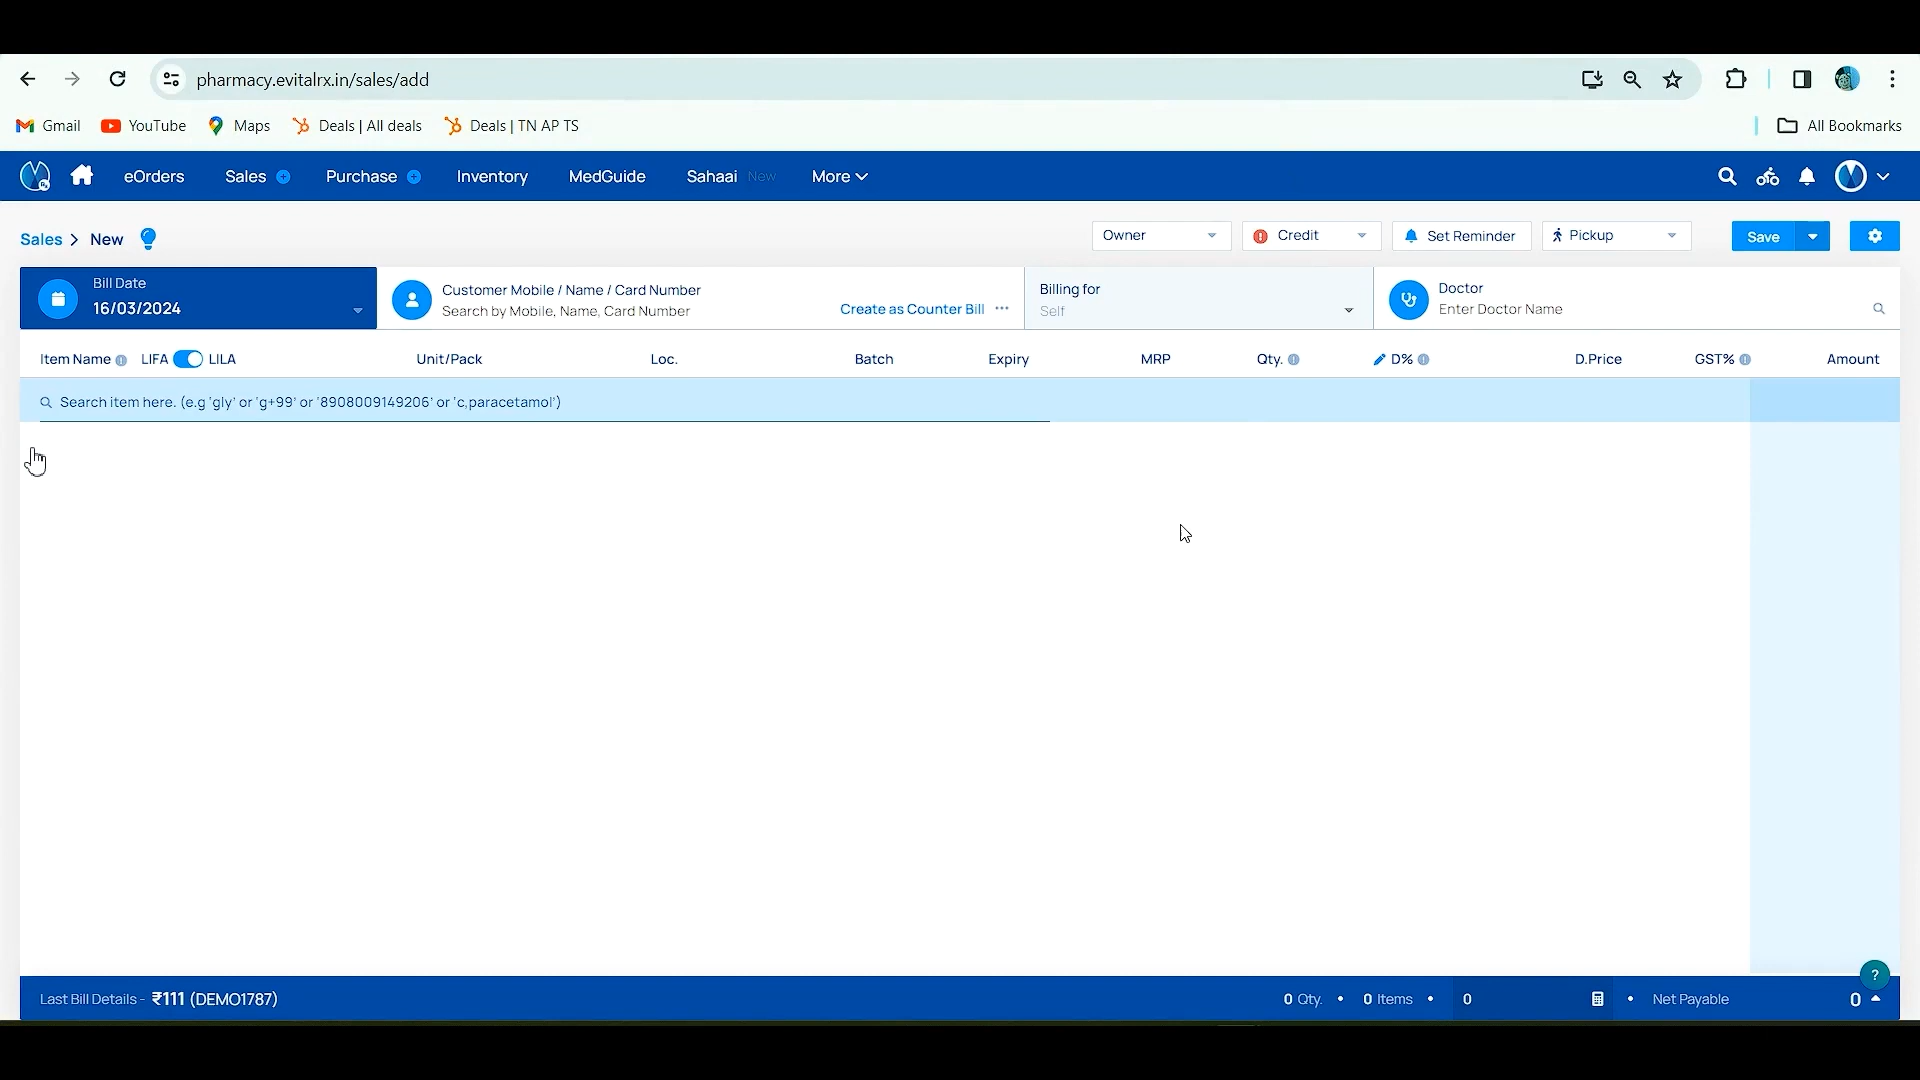 pharmacy.evitalrx.in/sales/add
Gmail YouTube Maps Deals | All deals Deals | TN AP TS All Bookmarks
eOrders Sales Purchase Inventory MedGuide Sahaai New More
Sales > New Owner Credit Set Reminder Pickup Save
Bill Date
16/03/2024
Customer Mobile / Name / Card Number
Search by Mobile, Name, Card Number Create as Counter Bill ···
Billing for
Self
Doctor
Enter Doctor Name
Item Name LIFA LILA Unit/Pack Loc. Batch Expiry MRP Qty. D% D.Price GST% Amount
Search item here. (e.g 'gly' or 'g+99' or '8908009149206' or 'c,paracetamol')
?
Last Bill Details - ₹111 (DEMO1787) 0 Qty. • 0 Items • 0 • Net Payable 0